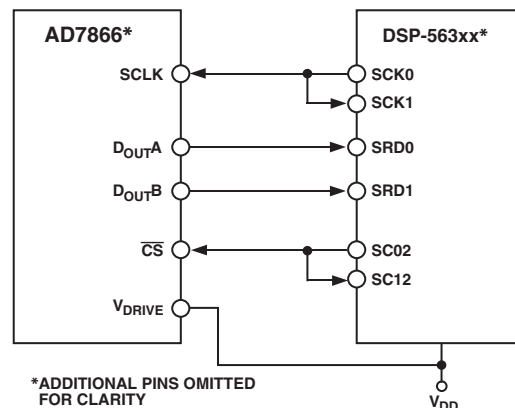 AD7866*
DSP-563xx*
SCLK
SCK0
SCK1
DOUTA
SRD0
DOUTB
SRD1
CS
SC02
SC12
VDRIVE
*ADDITIONAL PINS OMITTED
FOR CLARITY
VDD